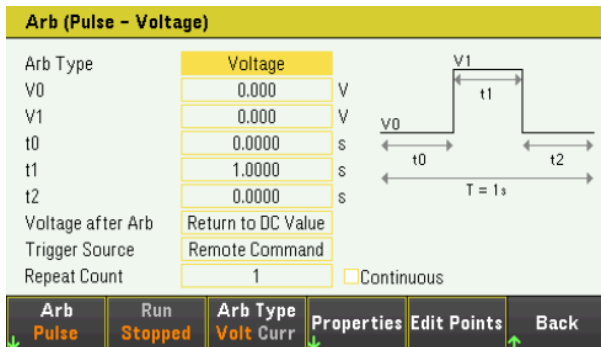 Arb (Pulse – Voltage)
Arb Type Voltage
V0 0.000 V
V1 0.000 V
t0 0.0000 s
t1 1.0000 s
t2 0.0000 s
Voltage after Arb Return to DC Value
Trigger Source Remote Command
Repeat Count 1 Continuous
V1
t1
V0
t0 t2
T = 1s
Arb Run Arb Type Properties Edit Points Back
Pulse Stopped Volt Curr